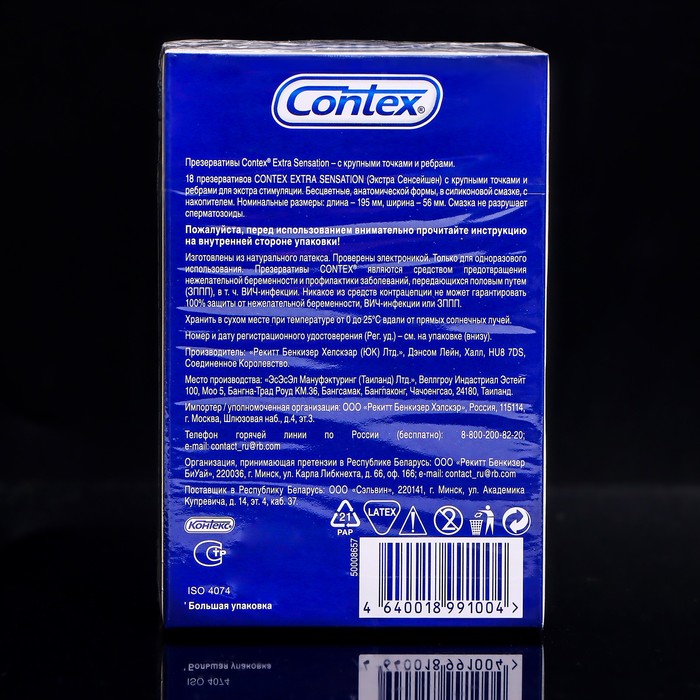 Contex®
Презервативы Contex® Extra Sensation – с крупными точками и ребрами.
18 презервативов CONTEX EXTRA SENSATION (Экстра Сенсейшен) с крупными точками и
ребрами для экстра стимуляции. Бесцветные, анатомической формы, в силиконовой смазке, с
накопителем. Номинальные размеры: длина – 195 мм, ширина – 56 мм. Смазка не разрушает
сперматозоиды.
Пожалуйста, перед использованием внимательно прочитайте инструкцию
на внутренней стороне упаковки!
Изготовлены из натурального латекса. Проверены электроникой. Только для одноразового
использования. Презервативы CONTEX® являются средством предотвращения
нежелательной беременности и профилактики заболеваний, передающихся половым путем
(ЗППП), в т. ч. ВИЧ-инфекции. Никакое из средств контрацепции не может гарантировать
100% защиты от нежелательной беременности, ВИЧ-инфекции или ЗППП.
Хранить в сухом месте при температуре от 0 до 25°С вдали от прямых солнечных лучей.
Номер и дату регистрационного удостоверения (Рег. уд.) – см. на упаковке (внизу).
Производитель: «Рекитт Бенкизер Хелскэар (ЮК) Лтд.», Дэнсом Лейн, Халл, HU8 7DS,
Соединенное Королевство.
Место производства: «ЭсЭсЭл Мануфэктуринг (Таиланд) Лтд.», Веллгроу Индастриал Эстейт
100, Моо 5, Бангна-Трад Роуд КМ.36, Бангсамак, Бангпаконг, Чачоенгсао, 24180, Таиланд.
Импортер / уполномоченная организация: ООО «Рекитт Бенкизер Хэлскэр», Россия, 115114,
г. Москва, Шлюзовая наб., д.4, эт.3.
Телефон горячей линии по России (бесплатно): 8-800-200-82-20;
e-mail: contact_ru@rb.com
Организация, принимающая претензии в Республике Беларусь: ООО «Рекитт Бенкизер
БиУай», 220036, г. Минск, ул. Карла Либкнехта, д. 66, оф. 166; e-mail: contact_ru@rb.com
Поставщик в Республику Беларусь: ООО «Сэльвин», 220141, г. Минск, ул. Академика
Купревича, д. 14, эт. 4, каб. 37.
Контекс®
21
PAP
LATEX
2
СТР
50008657
ISO 4074
* Большая упаковка
4 640018 991004 >